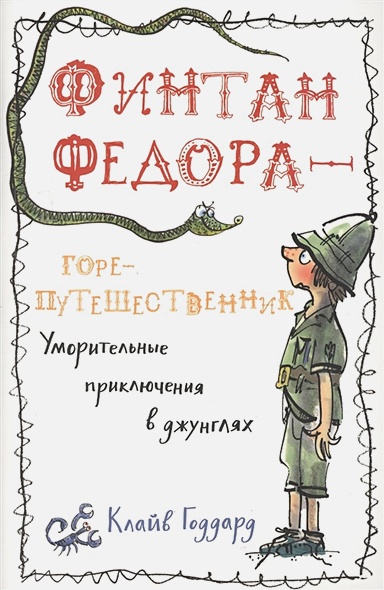 ФИНТАН
ФЕДОРА—
ГОРЕ-
ПУТЕШЕСТВЕННИК
Уморительные
приключения
в джунглях
Клайв Годдард